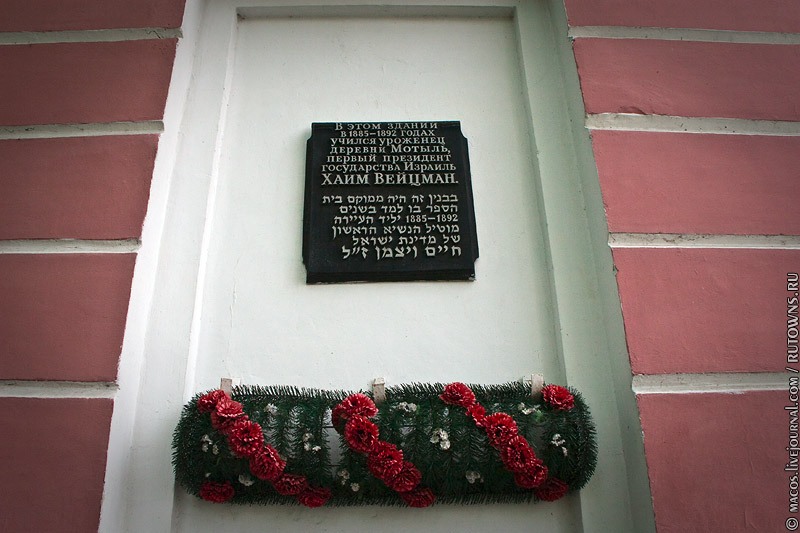 В ЭТОМ ЗДАНИИ
В 1885–1892 ГОДАХ
УЧИЛСЯ УРОЖЕНЕЦ
ДЕРЕВНИ МОТЫЛЬ,
ПЕРВЫЙ ПРЕЗИДЕНТ
ГОСУДАРСТВА ИЗРАИЛЬ
ХАИМ ВЕЙЦМАН.
בבנין זה היה ממוקם בית
הספר בו למד בשנים
1885–1892 יליד העיירה
מוטיל הנשיא הראשון
של מדינת ישראל
חיים ויצמן ז״ל
© macos.livejournal.com / RUTOWNS.RU